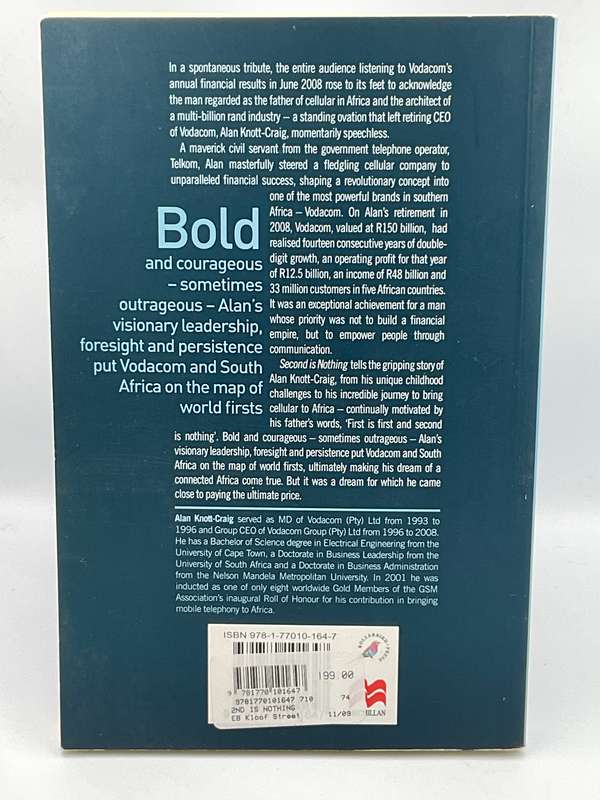 In a spontaneous tribute, the entire audience listening to Vodacom's
annual financial results in June 2008 rose to its feet to acknowledge
the man regarded as the father of cellular in Africa and the architect of
a multi-billion rand industry – a standing ovation that left retiring CEO
of Vodacom, Alan Knott-Craig, momentarily speechless.
A maverick civil servant from the government telephone operator,
Telkom, Alan masterfully steered a fledgling cellular company to
unparalleled financial success, shaping a revolutionary concept into
one of the most powerful brands in southern
Africa – Vodacom. On Alan's retirement in
2008, Vodacom, valued at R150 billion, had
realised fourteen consecutive years of double-
digit growth, an operating profit for that year
of R12.5 billion, an income of R48 billion and
33 million customers in five African countries.
It was an exceptional achievement for a man
whose priority was not to build a financial
empire, but to empower people through
communication.
Second is Nothing tells the gripping story of
Alan Knott-Craig, from his unique childhood
challenges to his incredible journey to bring
cellular to Africa – continually motivated by
his father's words, 'First is first and second
is nothing'. Bold and courageous – sometimes outrageous – Alan's
visionary leadership, foresight and persistence put Vodacom and South
Africa on the map of world firsts, ultimately making his dream of a
connected Africa come true. But it was a dream for which he came
close to paying the ultimate price.
Bold
and courageous
– sometimes
outrageous – Alan's
visionary leadership,
foresight and persistence
put Vodacom and South
Africa on the map of
world firsts
Alan Knott-Craig served as MD of Vodacom (Pty) Ltd from 1993 to
1996 and Group CEO of Vodacom Group (Pty) Ltd from 1996 to 2008.
He has a Bachelor of Science degree in Electrical Engineering from the
University of Cape Town, a Doctorate in Business Leadership from the
University of South Africa and a Doctorate in Business Administration
from the Nelson Mandela Metropolitan University. In 2001 he was
inducted as one of only eight worldwide Gold Members of the GSM
Association's inaugural Roll of Honour for his contribution in bringing
mobile telephony to Africa.
ISBN 978-1-77010-164-7
199.00
9 781770 101647
9781770101647 710 74
2ND IS NOTHING
EB Kloof Street 11/09